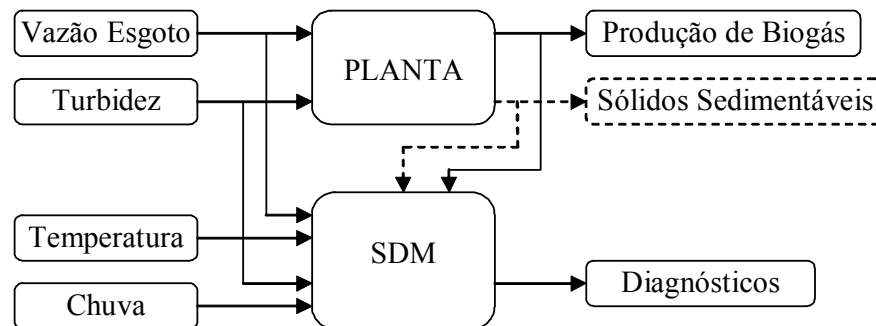 Vazão Esgoto
PLANTA
Produção de Biogás
Turbidez
Sólidos Sedimentáveis
Temperatura
SDM
Diagnósticos
Chuva